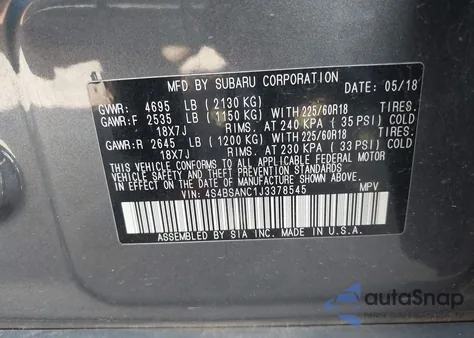 MFD BY SUBARU CORPORATION DATE: 05/18
GVWR: 4695 LB (2130 KG)
GAWR:F 2535 LB (1150 KG) WITH 225/60R18 TIRES.
18X7J RIMS. AT 240 KPA (35 PSI) COLD
GAWR:R 2645 LB (1200 KG) WITH 225/60R18 TIRES.
18X7J RIMS. AT 230 KPA (33 PSI) COLD
THIS VEHICLE CONFORMS TO ALL APPLICABLE FEDERAL MOTOR
VEHICLE SAFETY AND THEFT PREVENTION STANDARDS IN
EFFECT ON THE DATE OF MANUFACTURE SHOWN ABOVE.
VIN: 4S4BSANC1J3378545 MPV
ASSEMBLED BY SIA INC. MADE IN U.S.A.
autoSnap